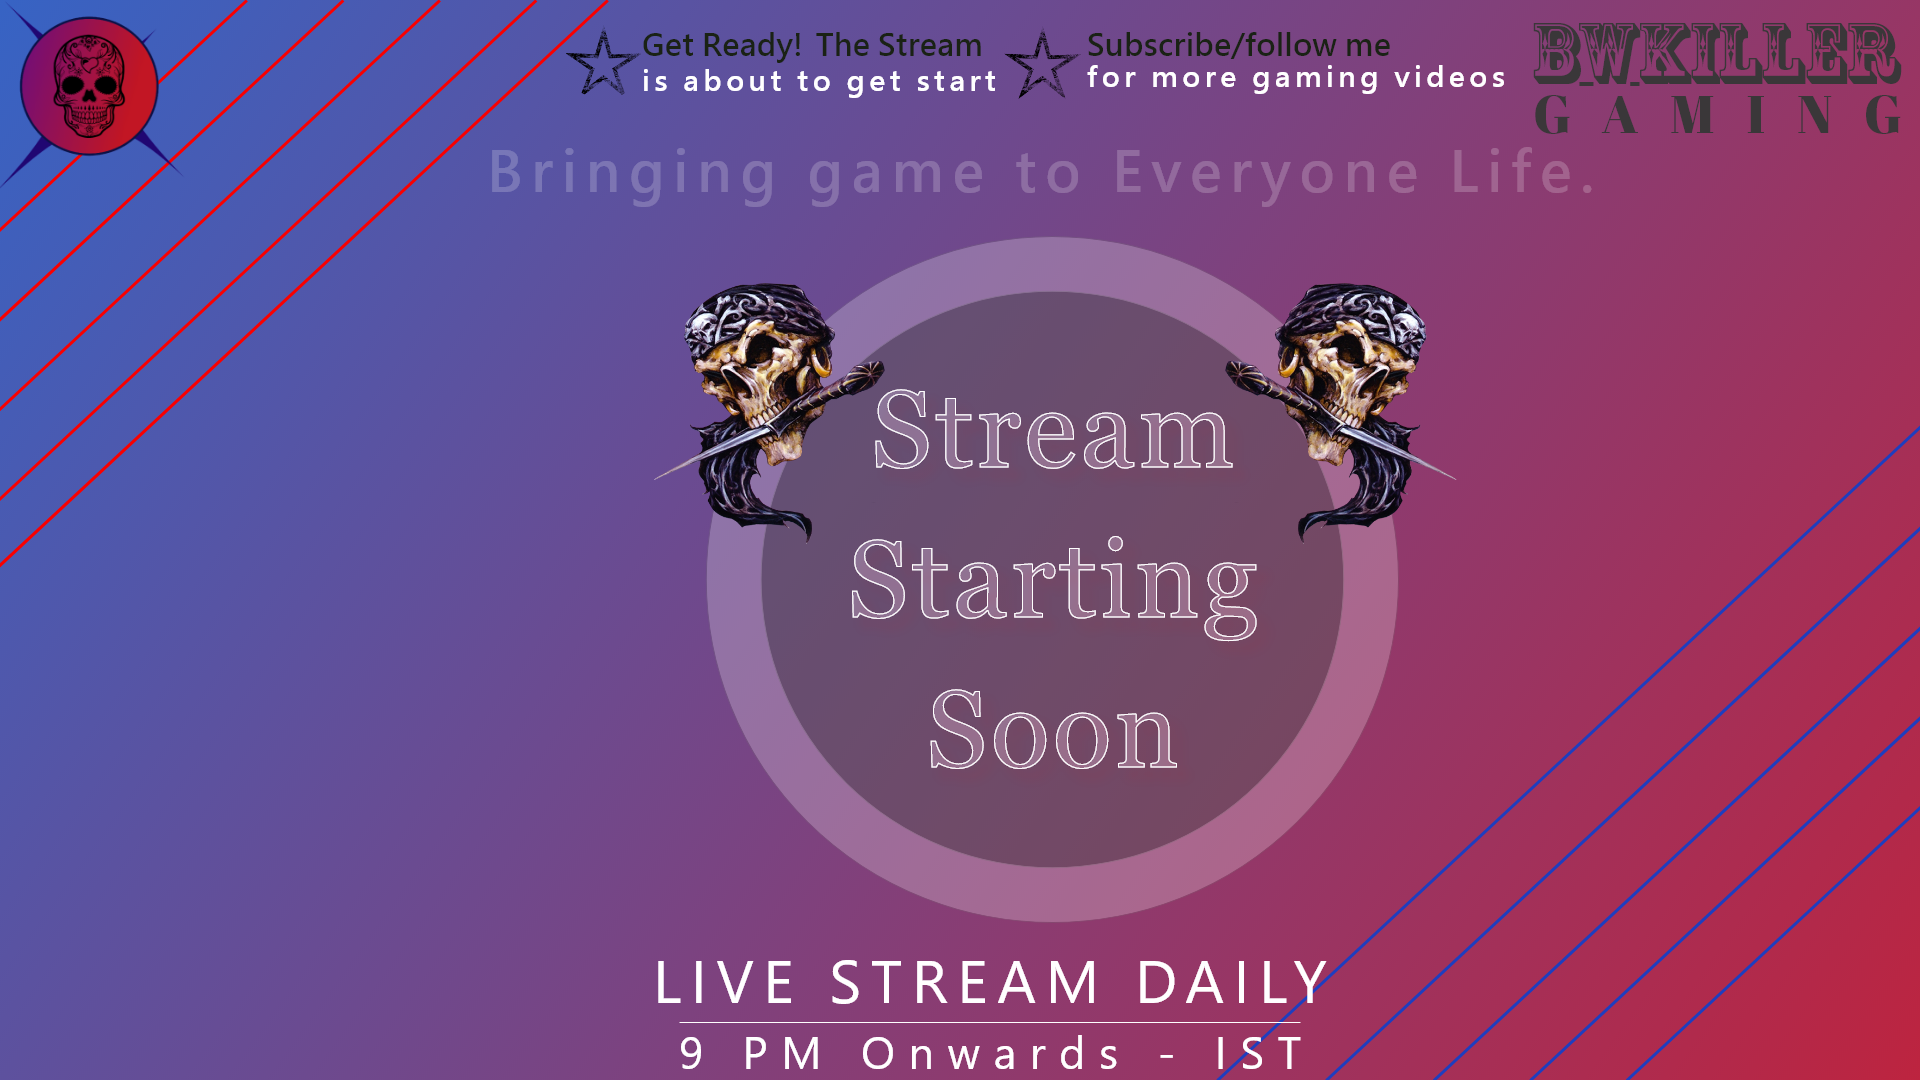 Get Ready! The Stream
is about to get start
Subscribe/follow me
for more gaming videos
BWKILLER
GAMING
Bringing game to Everyone Life.
Stream
Starting
Soon
LIVE STREAM DAILY
9 PM Onwards - IST